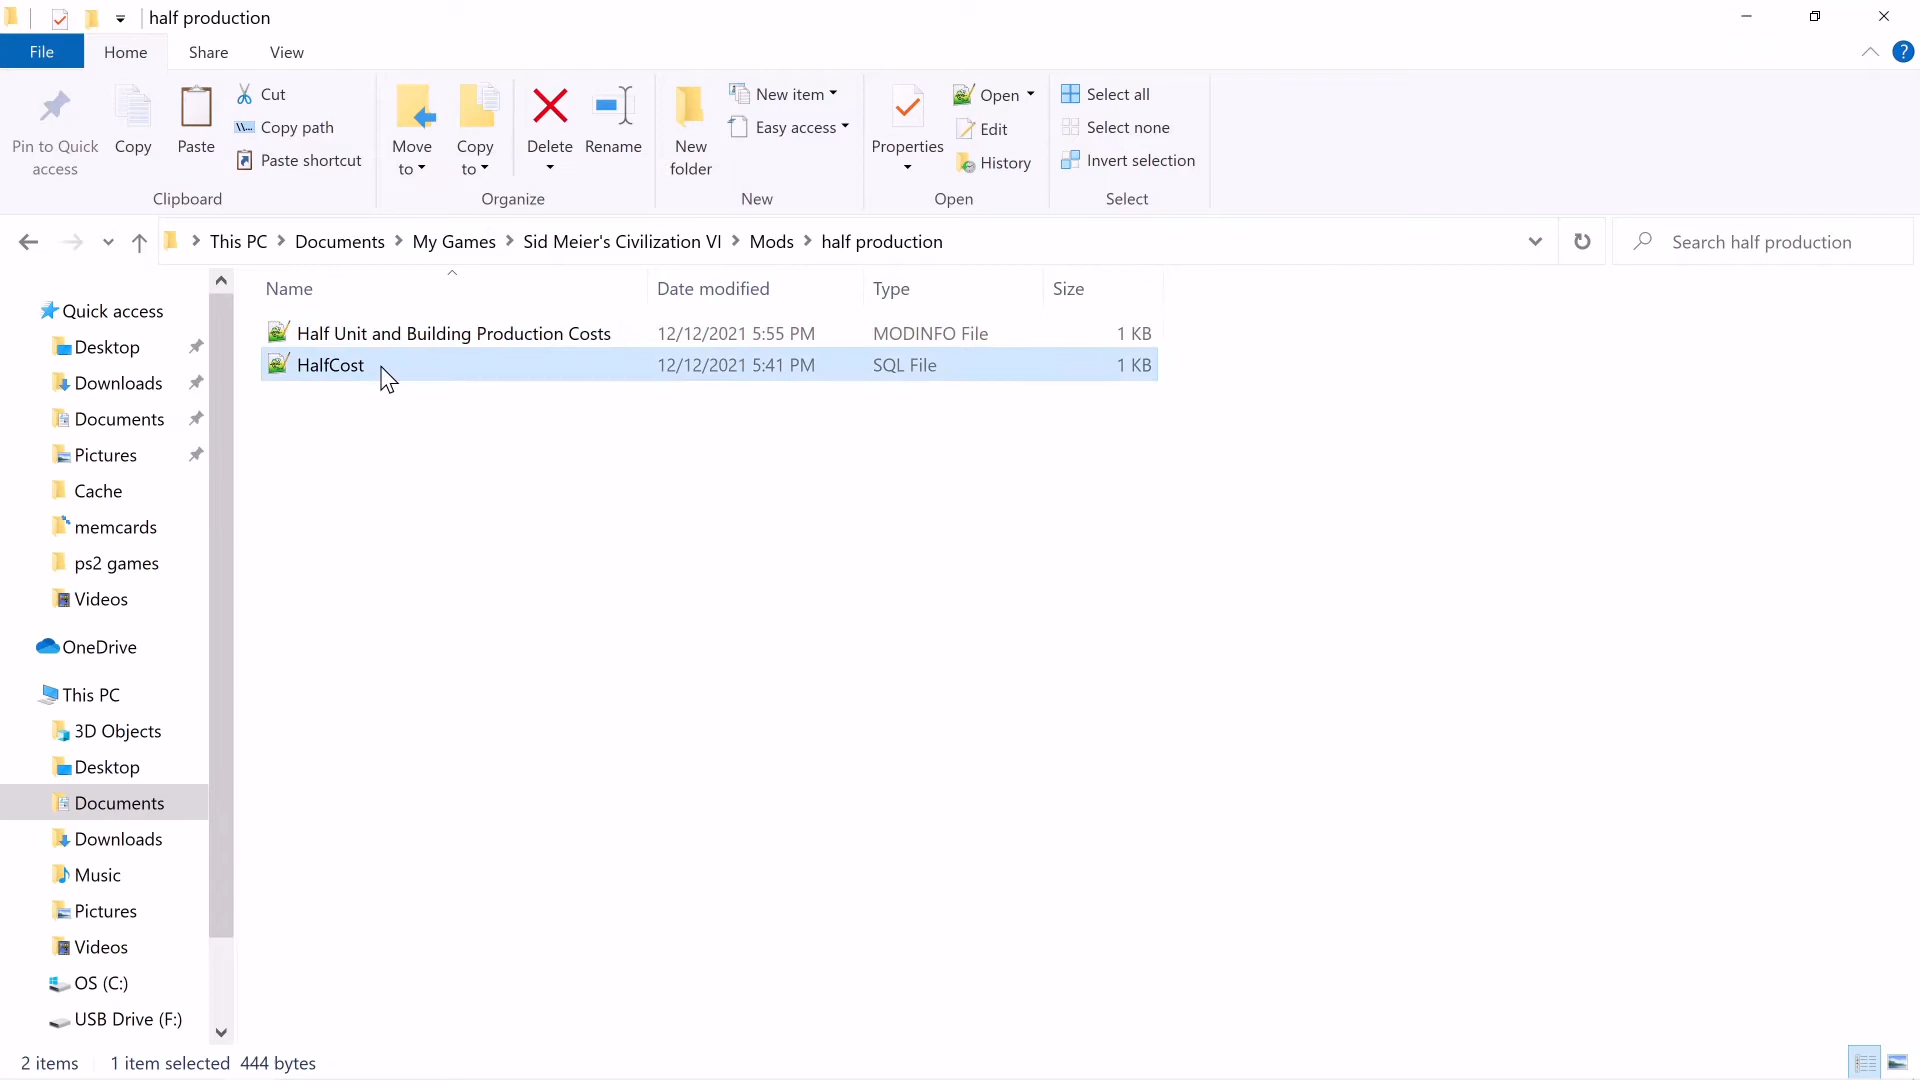 half production
File Home Share View
Pin to Quick access
Copy
Paste
Cut
Copy path
Paste shortcut
Clipboard
Move to
Copy to
Delete
Rename
Organize
New folder
New item
Easy access
New
Properties
Open
Edit
History
Open
Select all
Select none
Invert selection
Select
This PC Documents My Games Sid Meier's Civilization VI Mods half production
Search half production
Name Date modified Type Size
Half Unit and Building Production Costs 12/12/2021 5:55 PM MODINFO File 1 KB
HalfCost 12/12/2021 5:41 PM SQL File 1 KB
Quick access
Desktop
Downloads
Documents
Pictures
Cache
memcards
ps2 games
Videos
OneDrive
This PC
3D Objects
Desktop
Documents
Downloads
Music
Pictures
Videos
OS (C:)
USB Drive (F:)
2 items 1 item selected 444 bytes